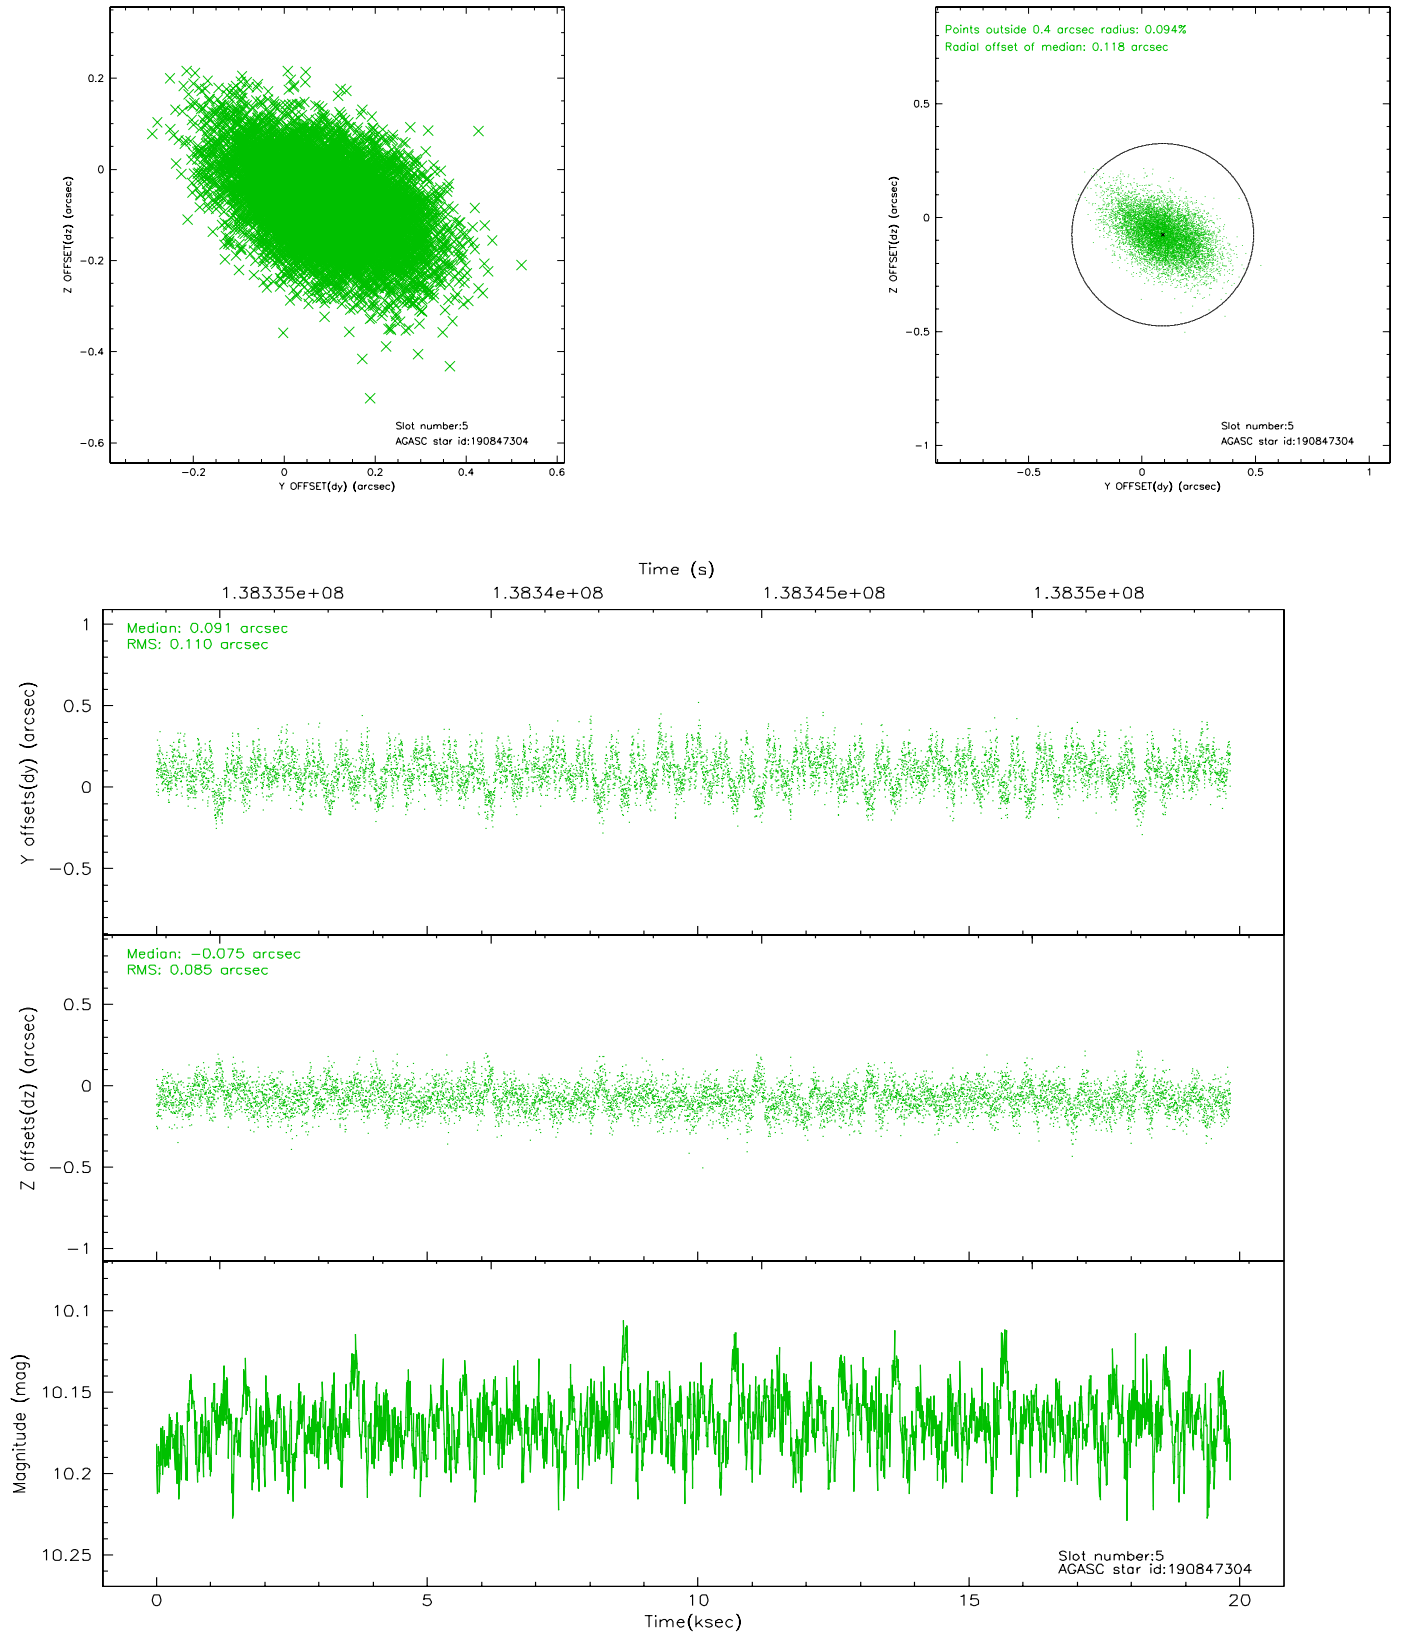 0.2
0
−0.2
−0.4
−0.6
Z OFFSET(dz) (arcsec)
Slot number:5
AGASC star id:190847304
−0.2 0 0.2 0.4 0.6
Y OFFSET(dy) (arcsec)
Points outside 0.4 arcsec radius: 0.094%
Radial offset of median: 0.118 arcsec
0.5
0
−0.5
−1
Z OFFSET(dz) (arcsec)
Slot number:5
AGASC star id:190847304
−0.5 0 0.5 1
Y OFFSET(dy) (arcsec)
Time (s)
1.38335e+08 1.3834e+08 1.38345e+08 1.3835e+08
Median: 0.091 arcsec
RMS: 0.110 arcsec
1
0.5
0
−0.5
Y offsets(dy) (arcsec)
Median: −0.075 arcsec
RMS: 0.085 arcsec
0.5
0
−0.5
−1
Z offsets(dz) (arcsec)
10.1
10.15
10.2
10.25
Magnitude (mag)
Slot number:5
AGASC star id:190847304
0 5 10 15 20
Time(ksec)